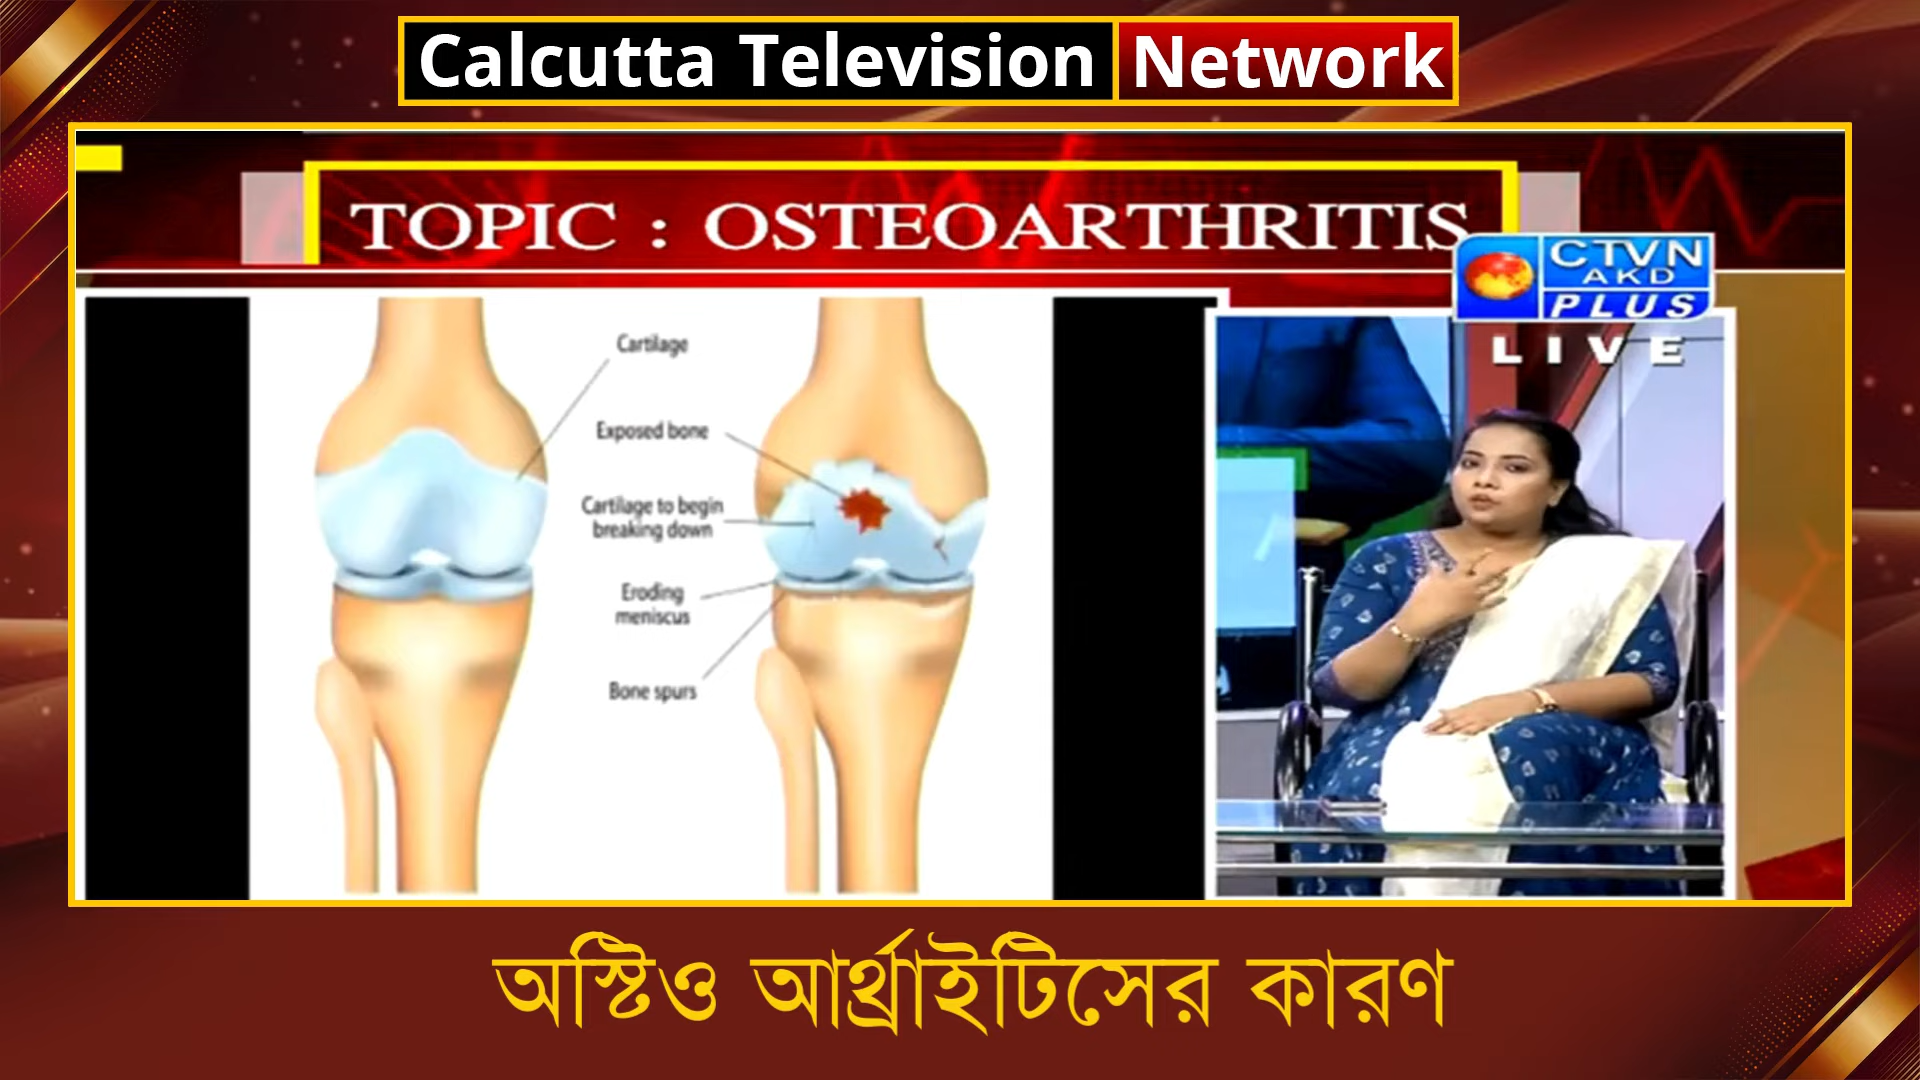 Calcutta Television Network
TOPIC : OSTEOARTHRITIS
CTVN
AKD
PLUS
LIVE
Cartilage
Exposed bone
Cartilage to begin
breaking down
Eroding
meniscus
Bone spurs
অস্টিও আর্থ্রাইটিসের কারণ